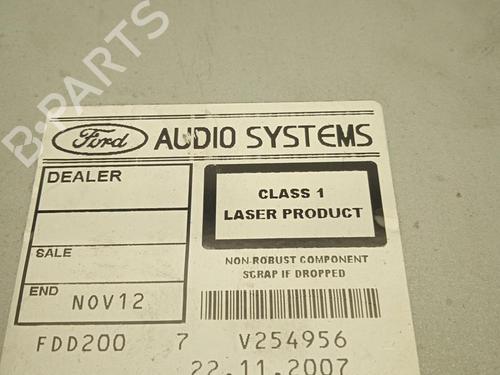 B-PARTS
Ford AUDIO SYSTEMS
DEALER
CLASS 1
LASER PRODUCT
SALE
NON-ROBUST COMPONENT
SCRAP IF DROPPED
END NOV12
FDD200 7 V254956
22.11.2007